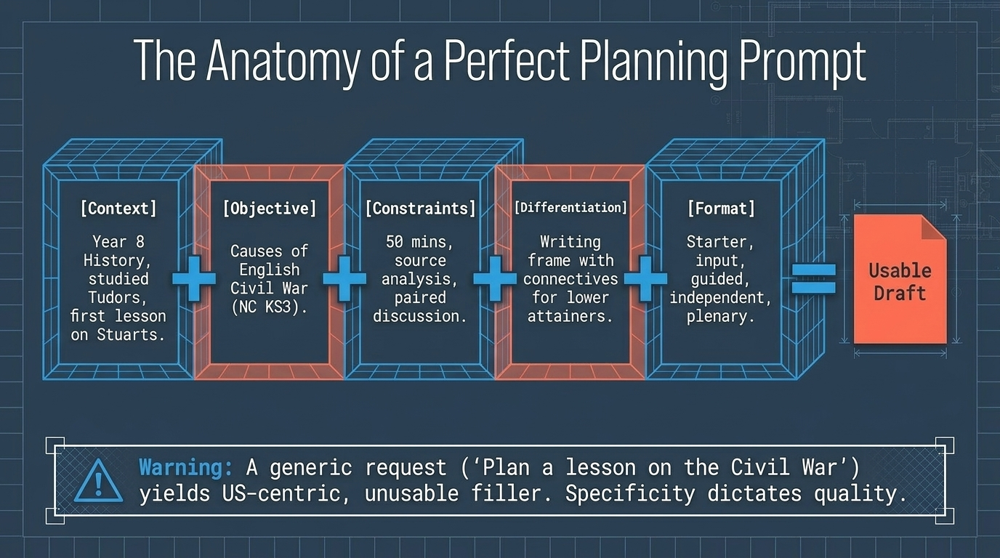 The Anatomy of a Perfect Planning Prompt
[Context]
Year 8
History,
studied
Tudors,
first lesson
on Stuarts.
[Objective]
Causes of
English
Civil War
(NC KS3).
[Constraints]
50 mins,
source
analysis,
paired
discussion.
[Differentiation]
Writing
frame with
connectives
for lower
attainers.
[Format]
Starter,
input,
guided,
independent,
plenary.
Usable
Draft
Warning: A generic request (‘Plan a lesson on the Civil War’)
yields US-centric, unusable filler. Specificity dictates quality.